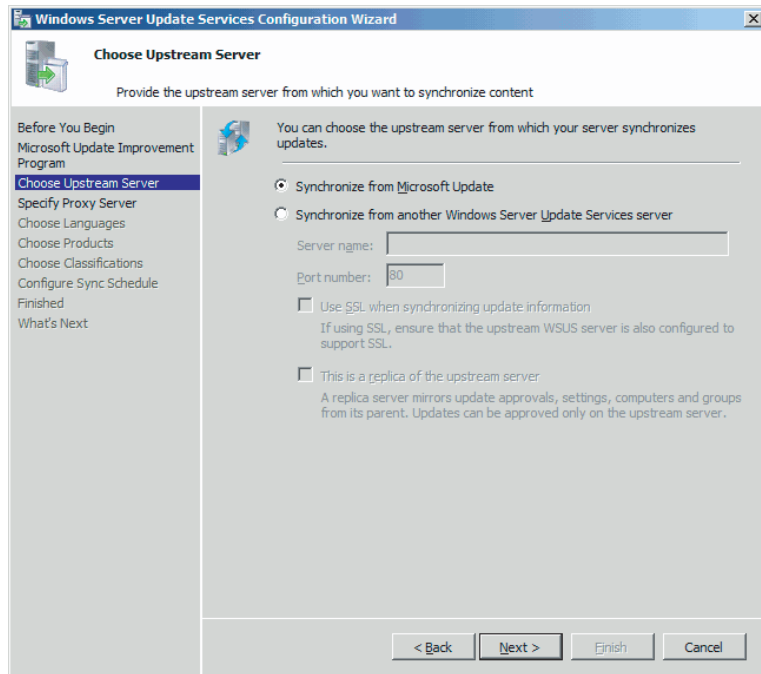 Windows Server Update Services Configuration Wizard
Choose Upstream Server
Provide the upstream server from which you want to synchronize content
Before You Begin
Microsoft Update Improvement
Program
Choose Upstream Server
Specify Proxy Server
Choose Languages
Choose Products
Choose Classifications
Configure Sync Schedule
Finished
What's Next
You can choose the upstream server from which your server synchronizes
updates.
Synchronize from Microsoft Update
Synchronize from another Windows Server Update Services server
Server name:
Port number: 80
Use SSL when synchronizing update information
If using SSL, ensure that the upstream WSUS server is also configured to
support SSL.
This is a replica of the upstream server
A replica server mirrors update approvals, settings, computers and groups
from its parent. Updates can be approved only on the upstream server.
< Back Next > Finish Cancel